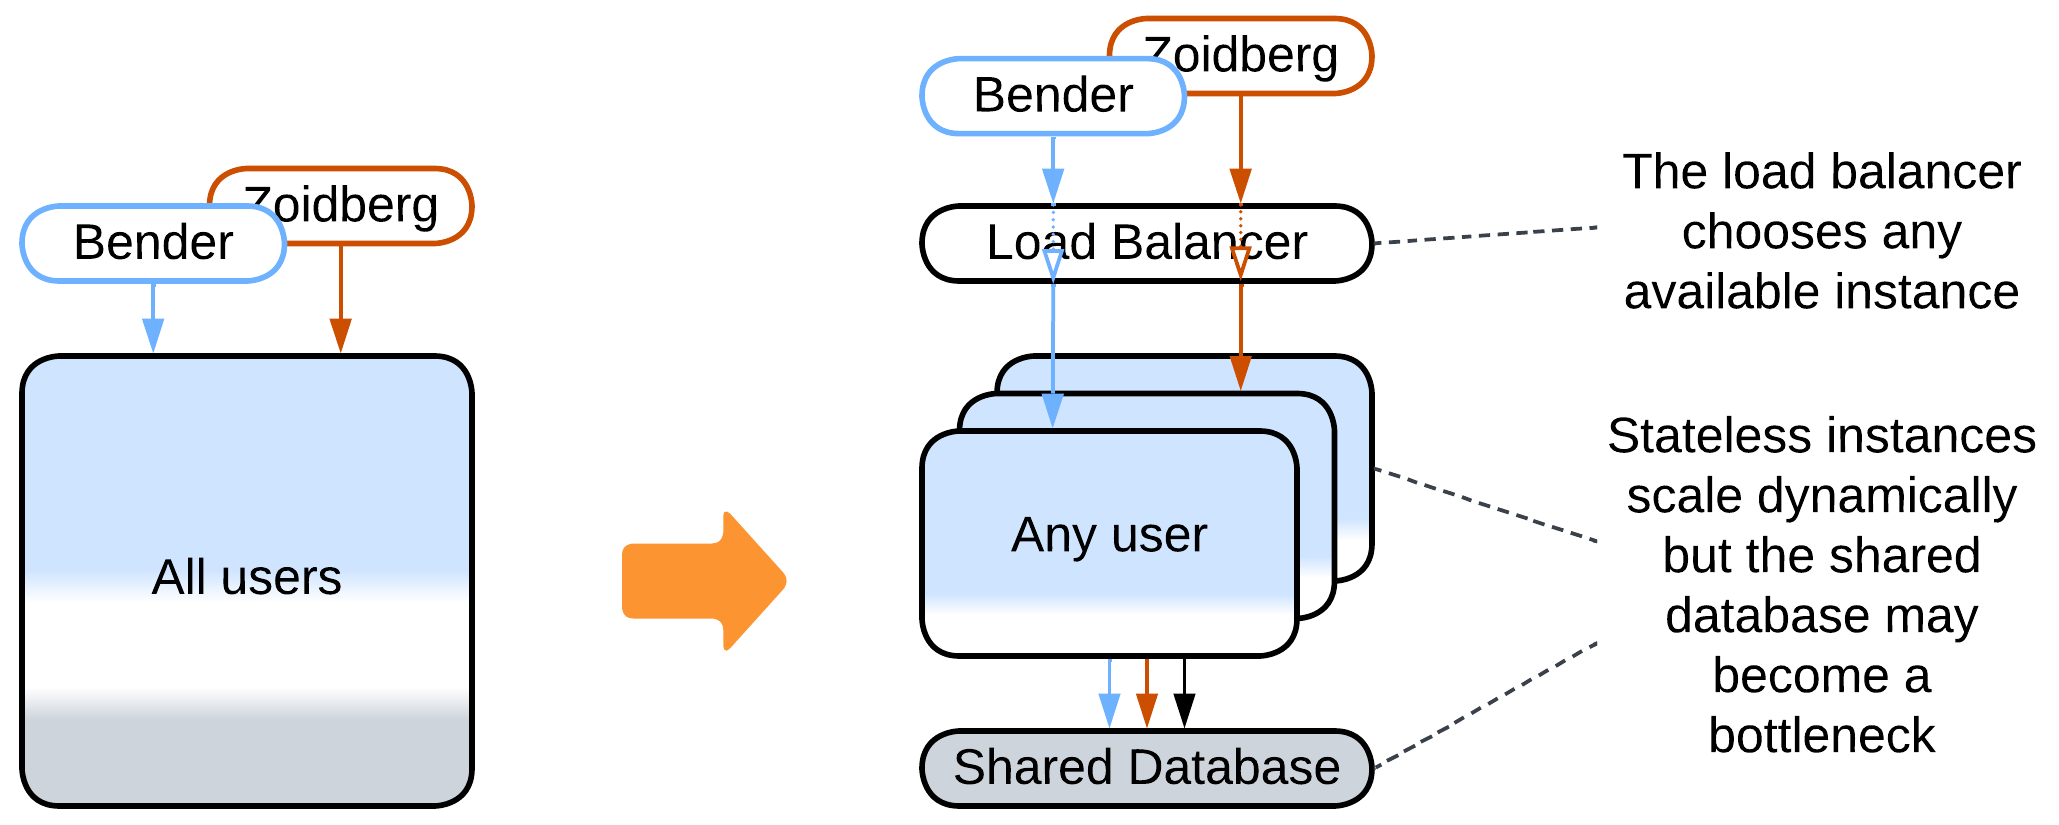 Zoidberg
Bender
All users
Zoidberg
Bender
Load Balancer
Any user
Shared Database
The load balancer
chooses any
available instance
Stateless instances
scale dynamically
but the shared
database may
become a
bottleneck